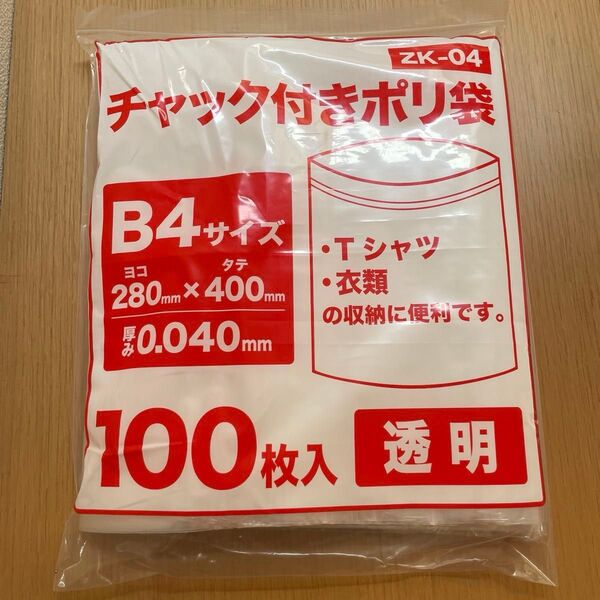 ZK-04
チャック付きポリ袋
B4サイズ
ヨコ タテ
280mm×400mm
厚み0.040mm
・Tシャツ
・衣類
の収納に便利です。
100枚入
透明